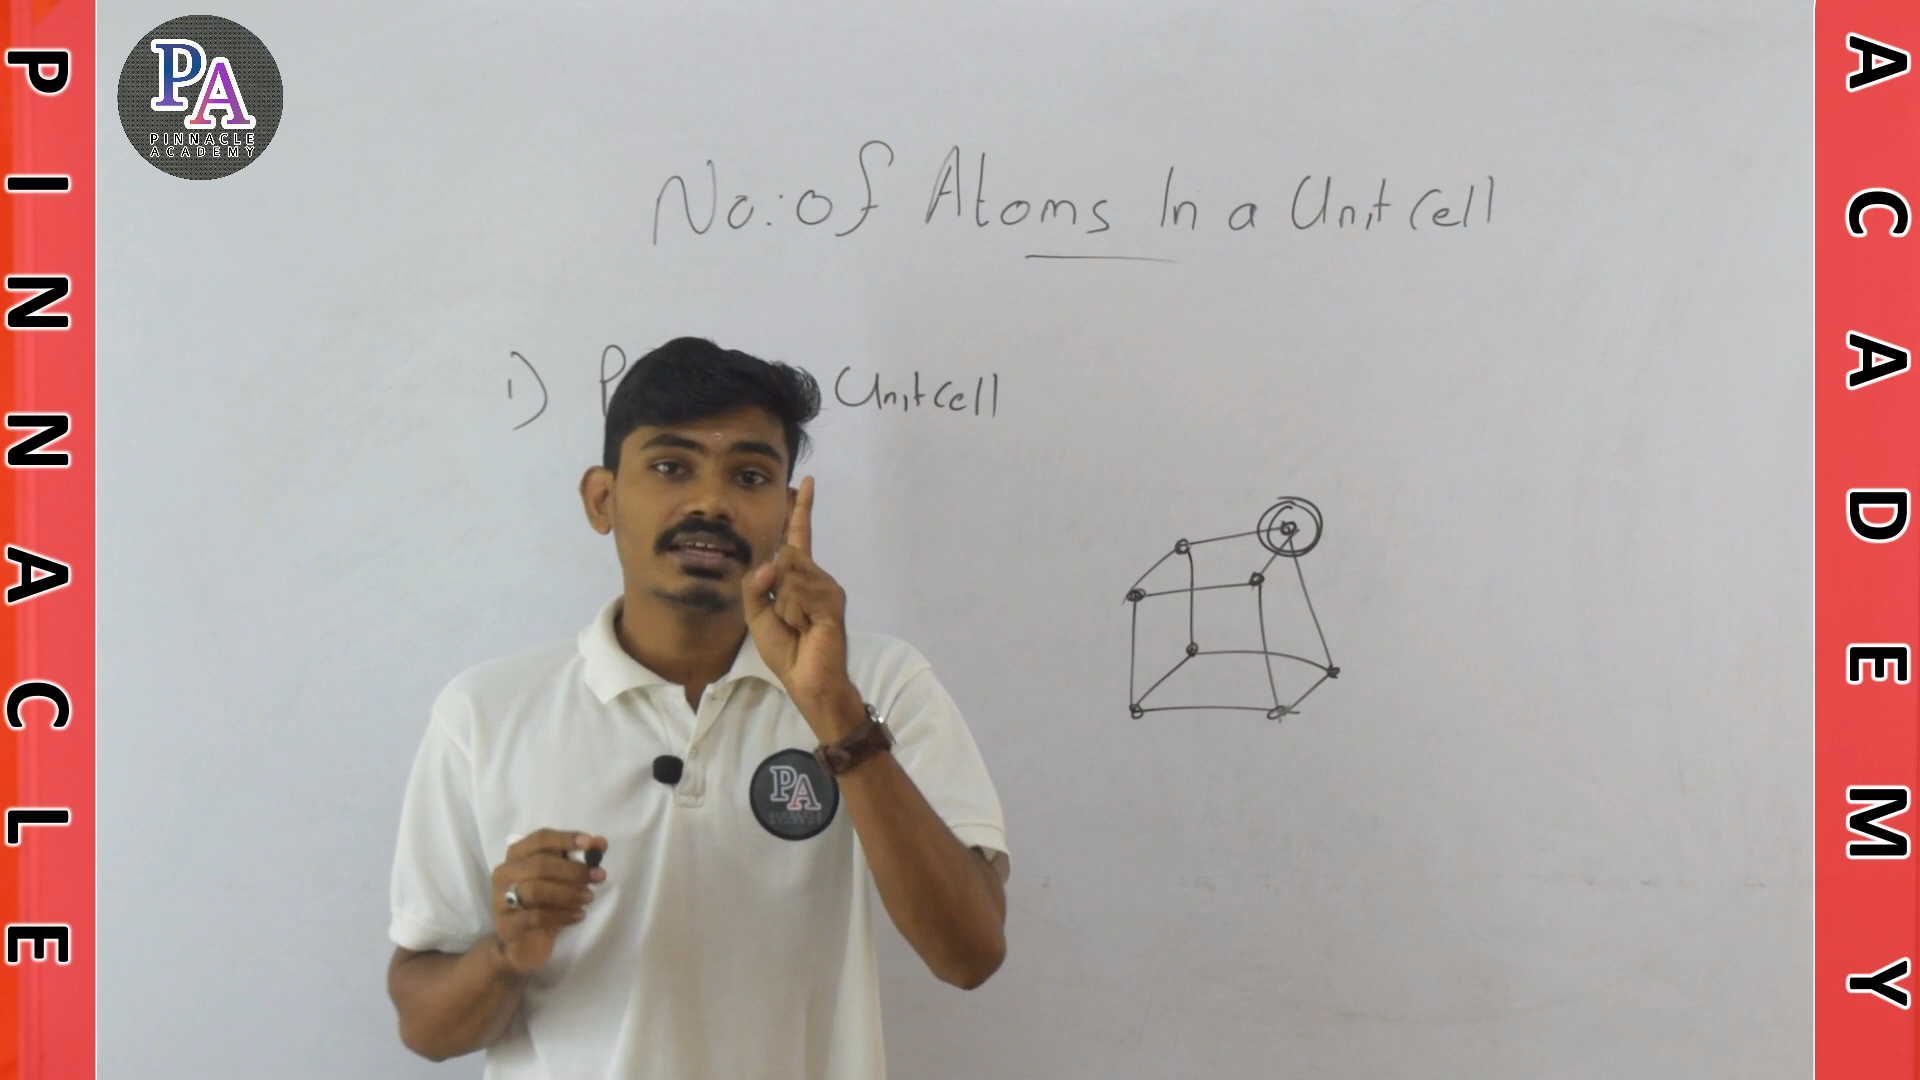 PINNACLE
PA
PINNACLE
ACADEMY
No: of Atoms In a Unit Cell
1) Unit cell
PA
ACADEMY